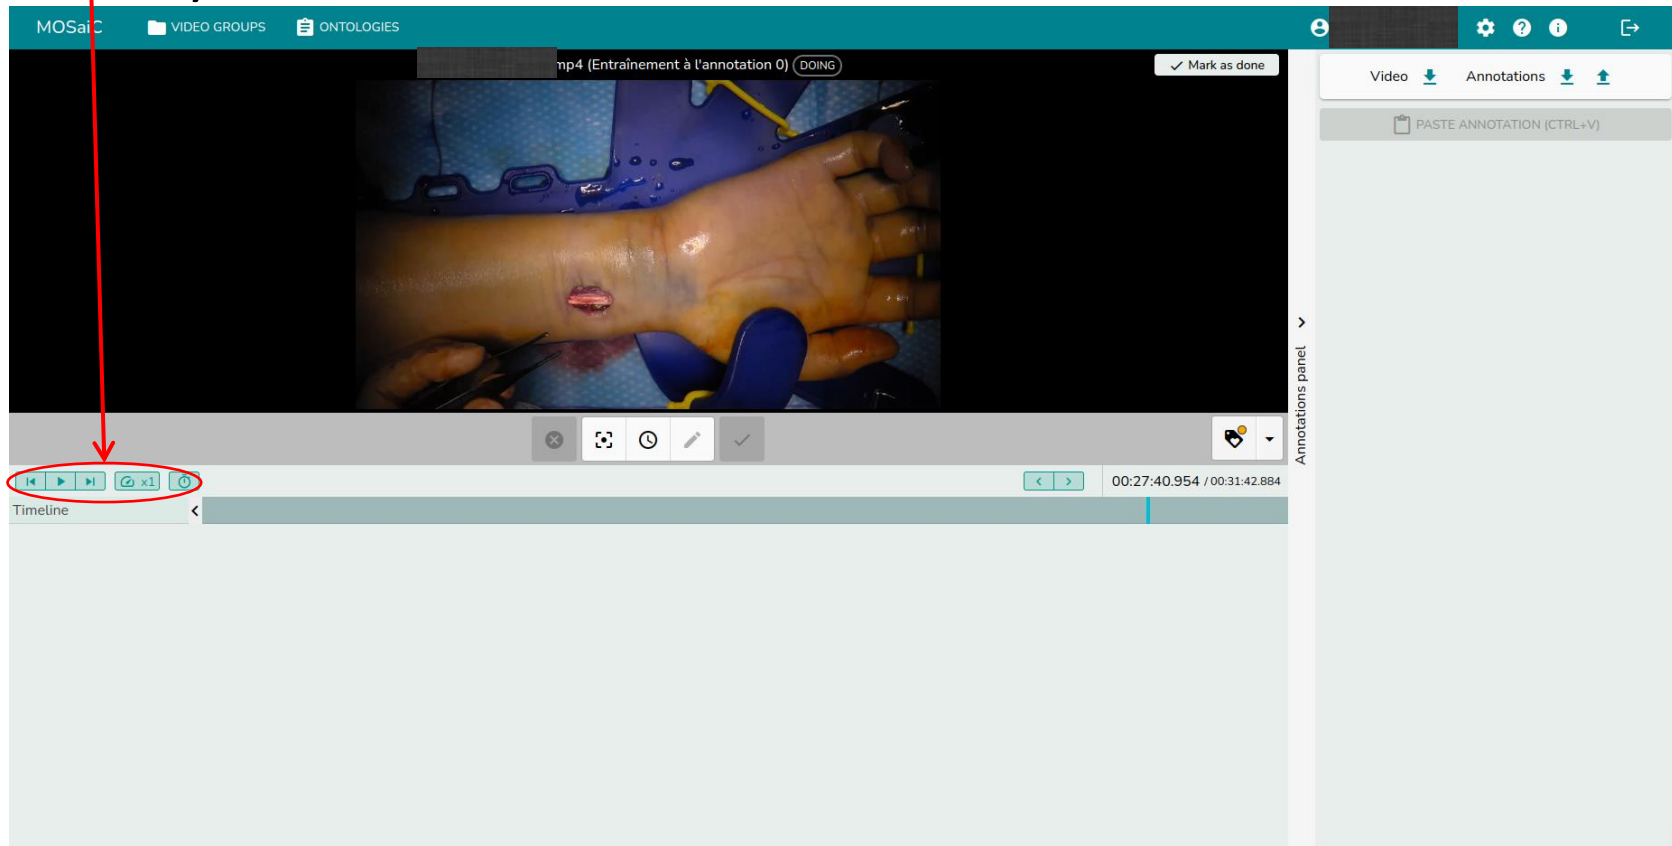 MOSaiC VIDEO GROUPS ONTOLOGIES
mp4 (Entraînement à l'annotation 0) DOING
Mark as done
Video Annotations
PASTE ANNOTATION (CTRL+V)
Annotations panel
x1
00:27:40.954 / 00:31:42.884
Timeline